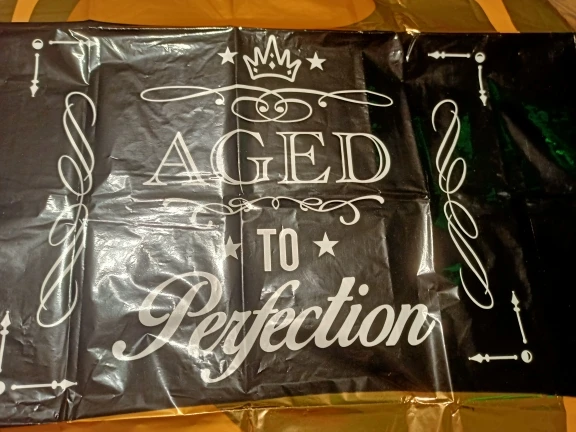 AGED
TO
Perfection